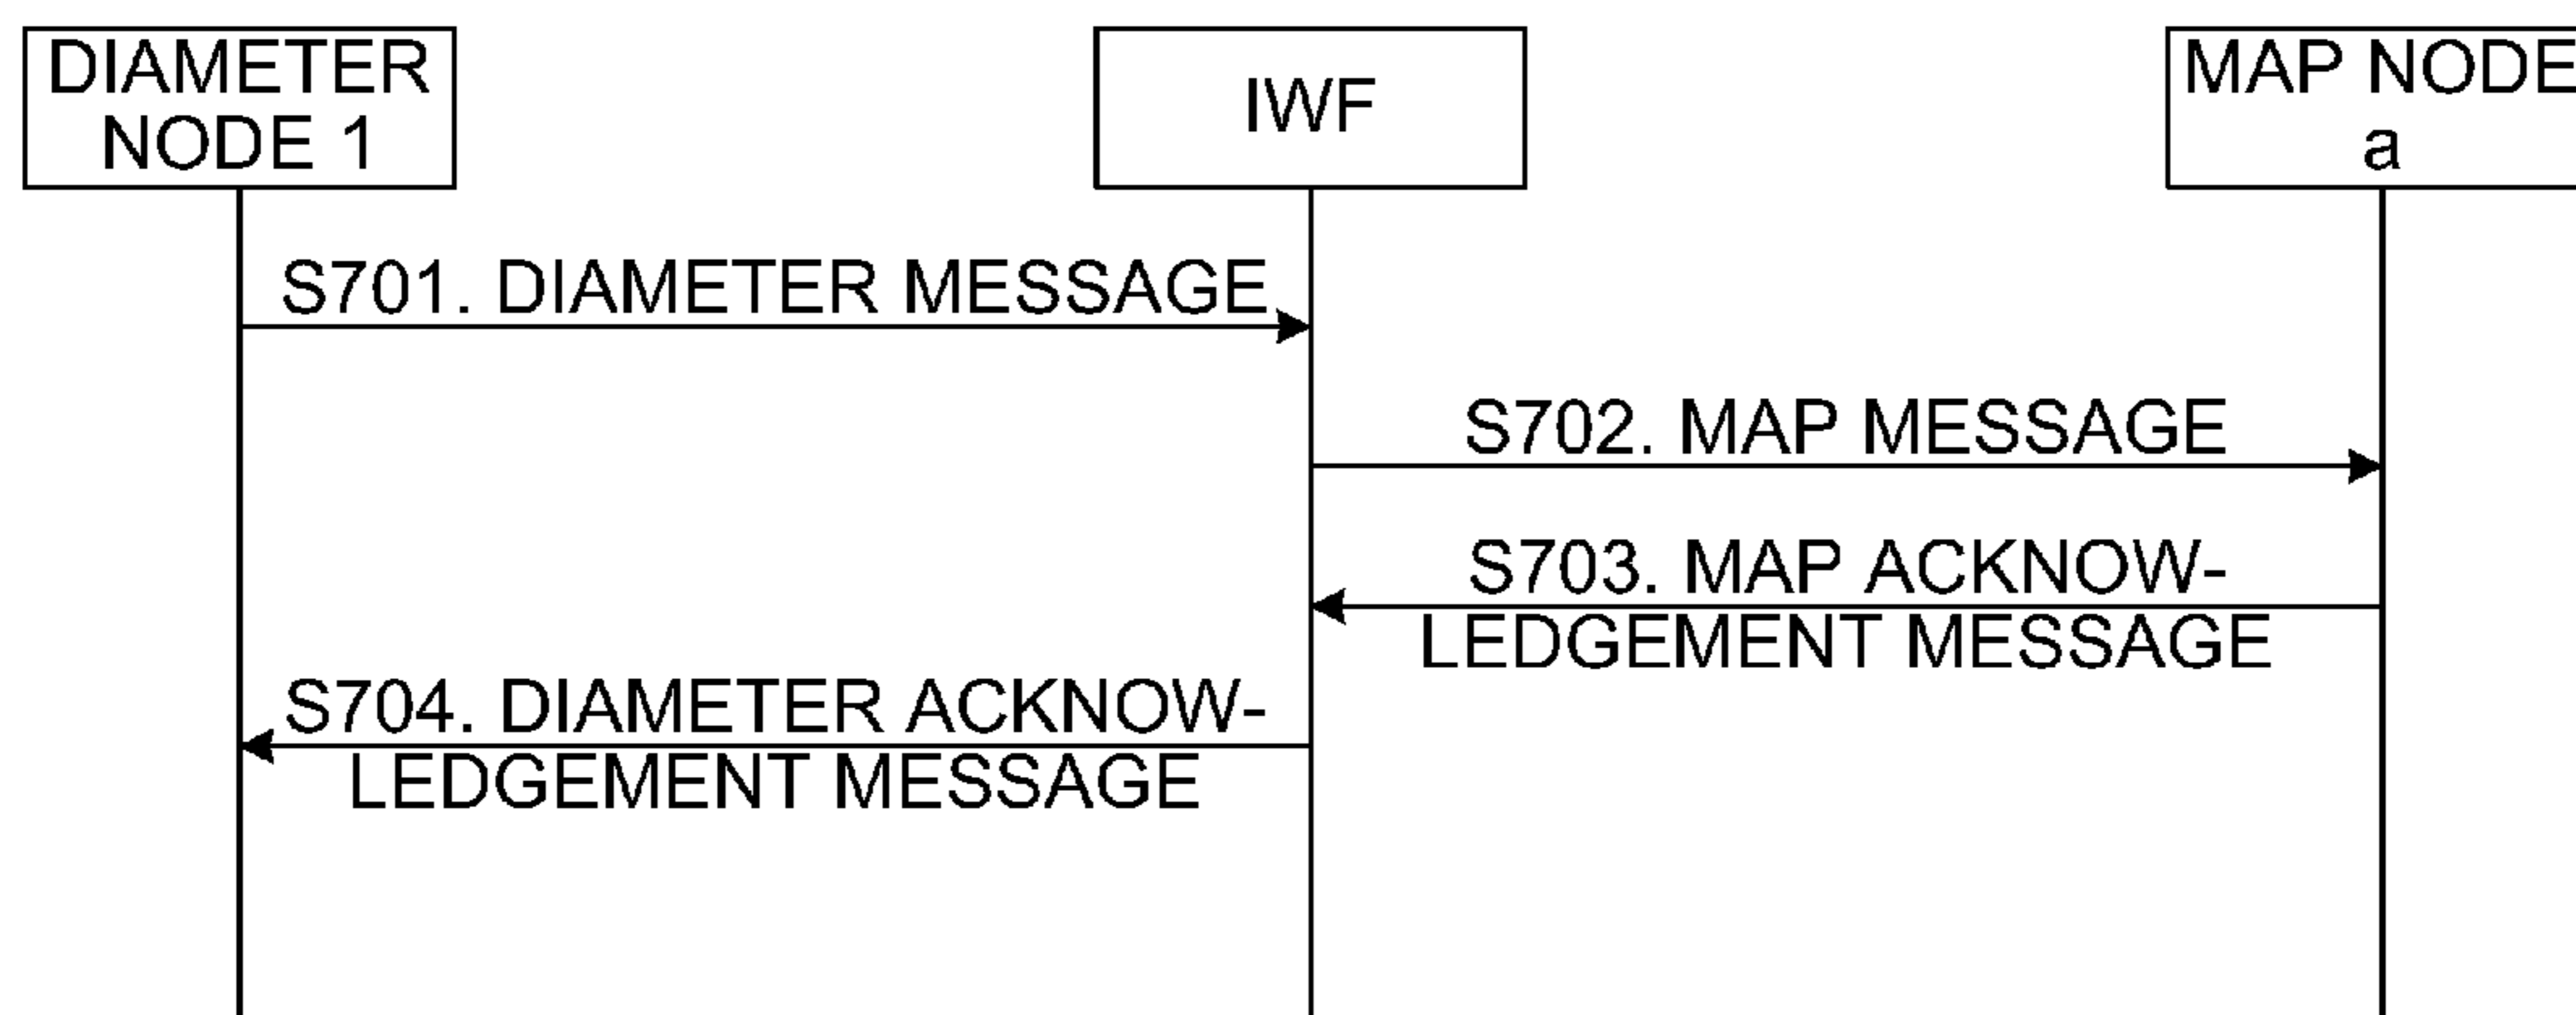 DIAMETER
NODE 1
IWF
MAP NODE
a
S701. DIAMETER MESSAGE
S702. MAP MESSAGE
S703. MAP ACKNOW-
LEDGEMENT MESSAGE
S704. DIAMETER ACKNOW-
LEDGEMENT MESSAGE